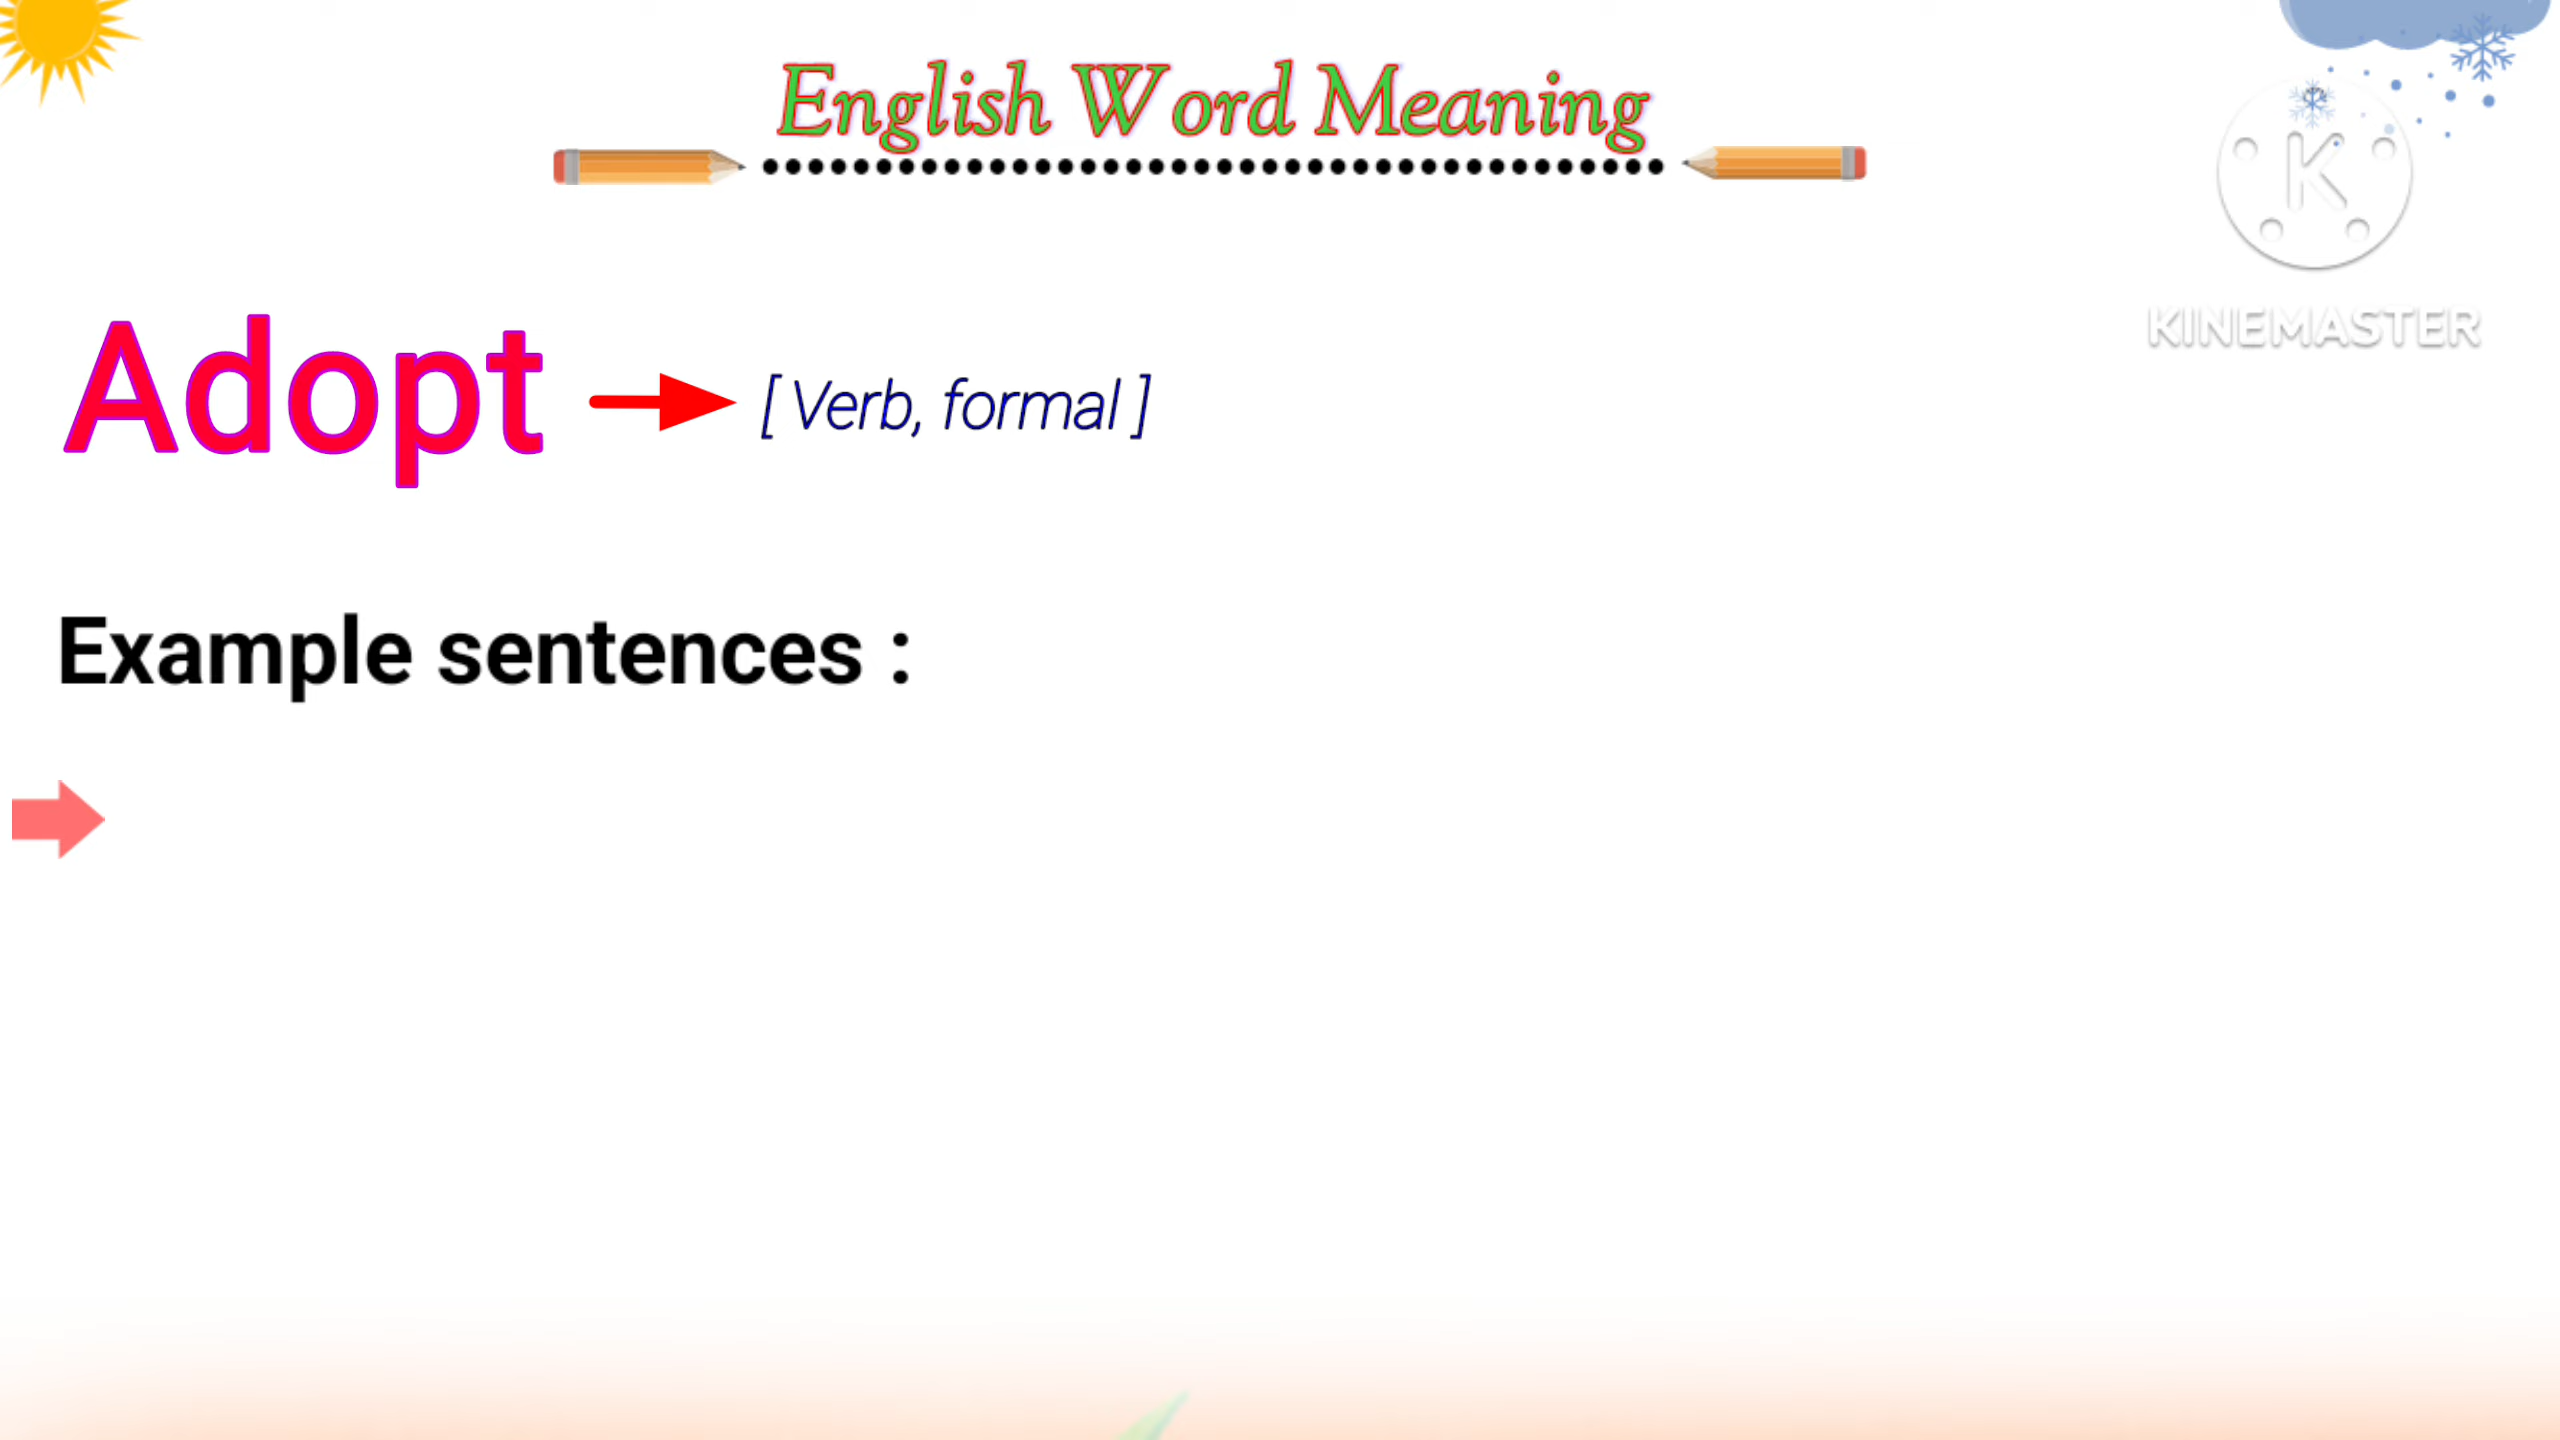 English Word Meaning
K
KINEMASTER
Adopt [ Verb, formal ]
Example sentences :